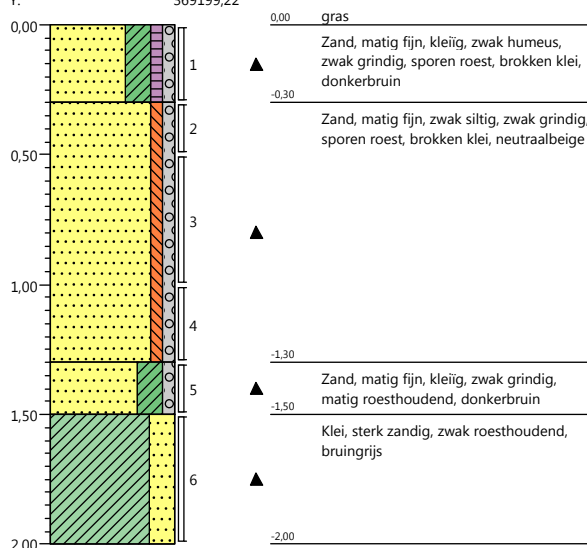 Y: 369199,22
0,00
0,50
1,00
1,50
2,00
1
2
3
4
5
6
0,00 gras
Zand, matig fijn, kleiïg, zwak humeus,
zwak grindig, sporen roest, brokken klei,
donkerbruin
-0,30
Zand, matig fijn, zwak siltig, zwak grindig,
sporen roest, brokken klei, neutraalbeige
-1,30
Zand, matig fijn, kleiïg, zwak grindig,
matig roesthoudend, donkerbruin
-1,50
Klei, sterk zandig, zwak roesthoudend,
bruingrijs
-2,00